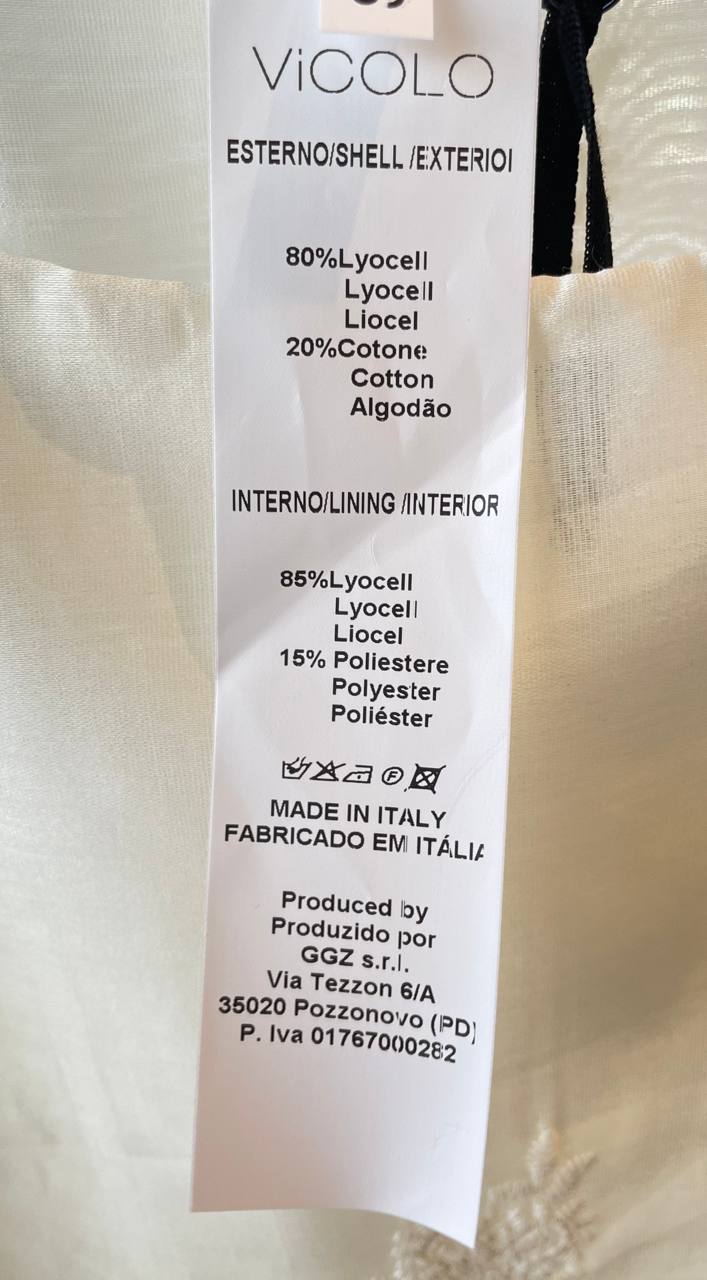 ViCOLO
ESTERNO/SHELL /EXTERIOR
80%Lyocell
Lyocell
Liocel
20%Cotone
Cotton
Algodão
INTERNO/LINING /INTERIOR
85%Lyocell
Lyocell
Liocel
15% Poliestere
Polyester
Poliéster
F
MADE IN ITALY
FABRICADO EM ITÁLIA
Produced by
Produzido por
GGZ s.r.l.
Via Tezzon 6/A
35020 Pozzonovo (PD)
P. Iva 01767000282